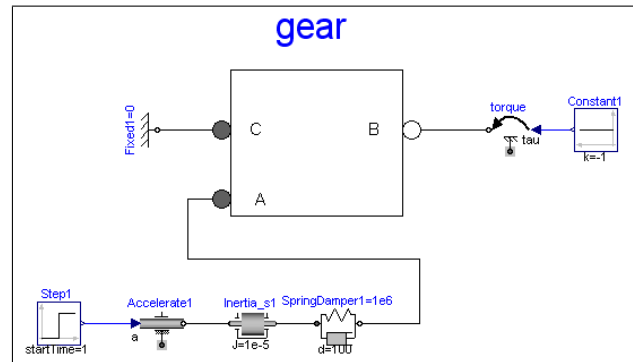 gear
Fixed1=0
C
B
A
torque
tau
Constant1
k=-1
Step1
startTime=1
a
Accelerate1
Inertia_s1
J=1e-5
SpringDamper1=1e6
d=100